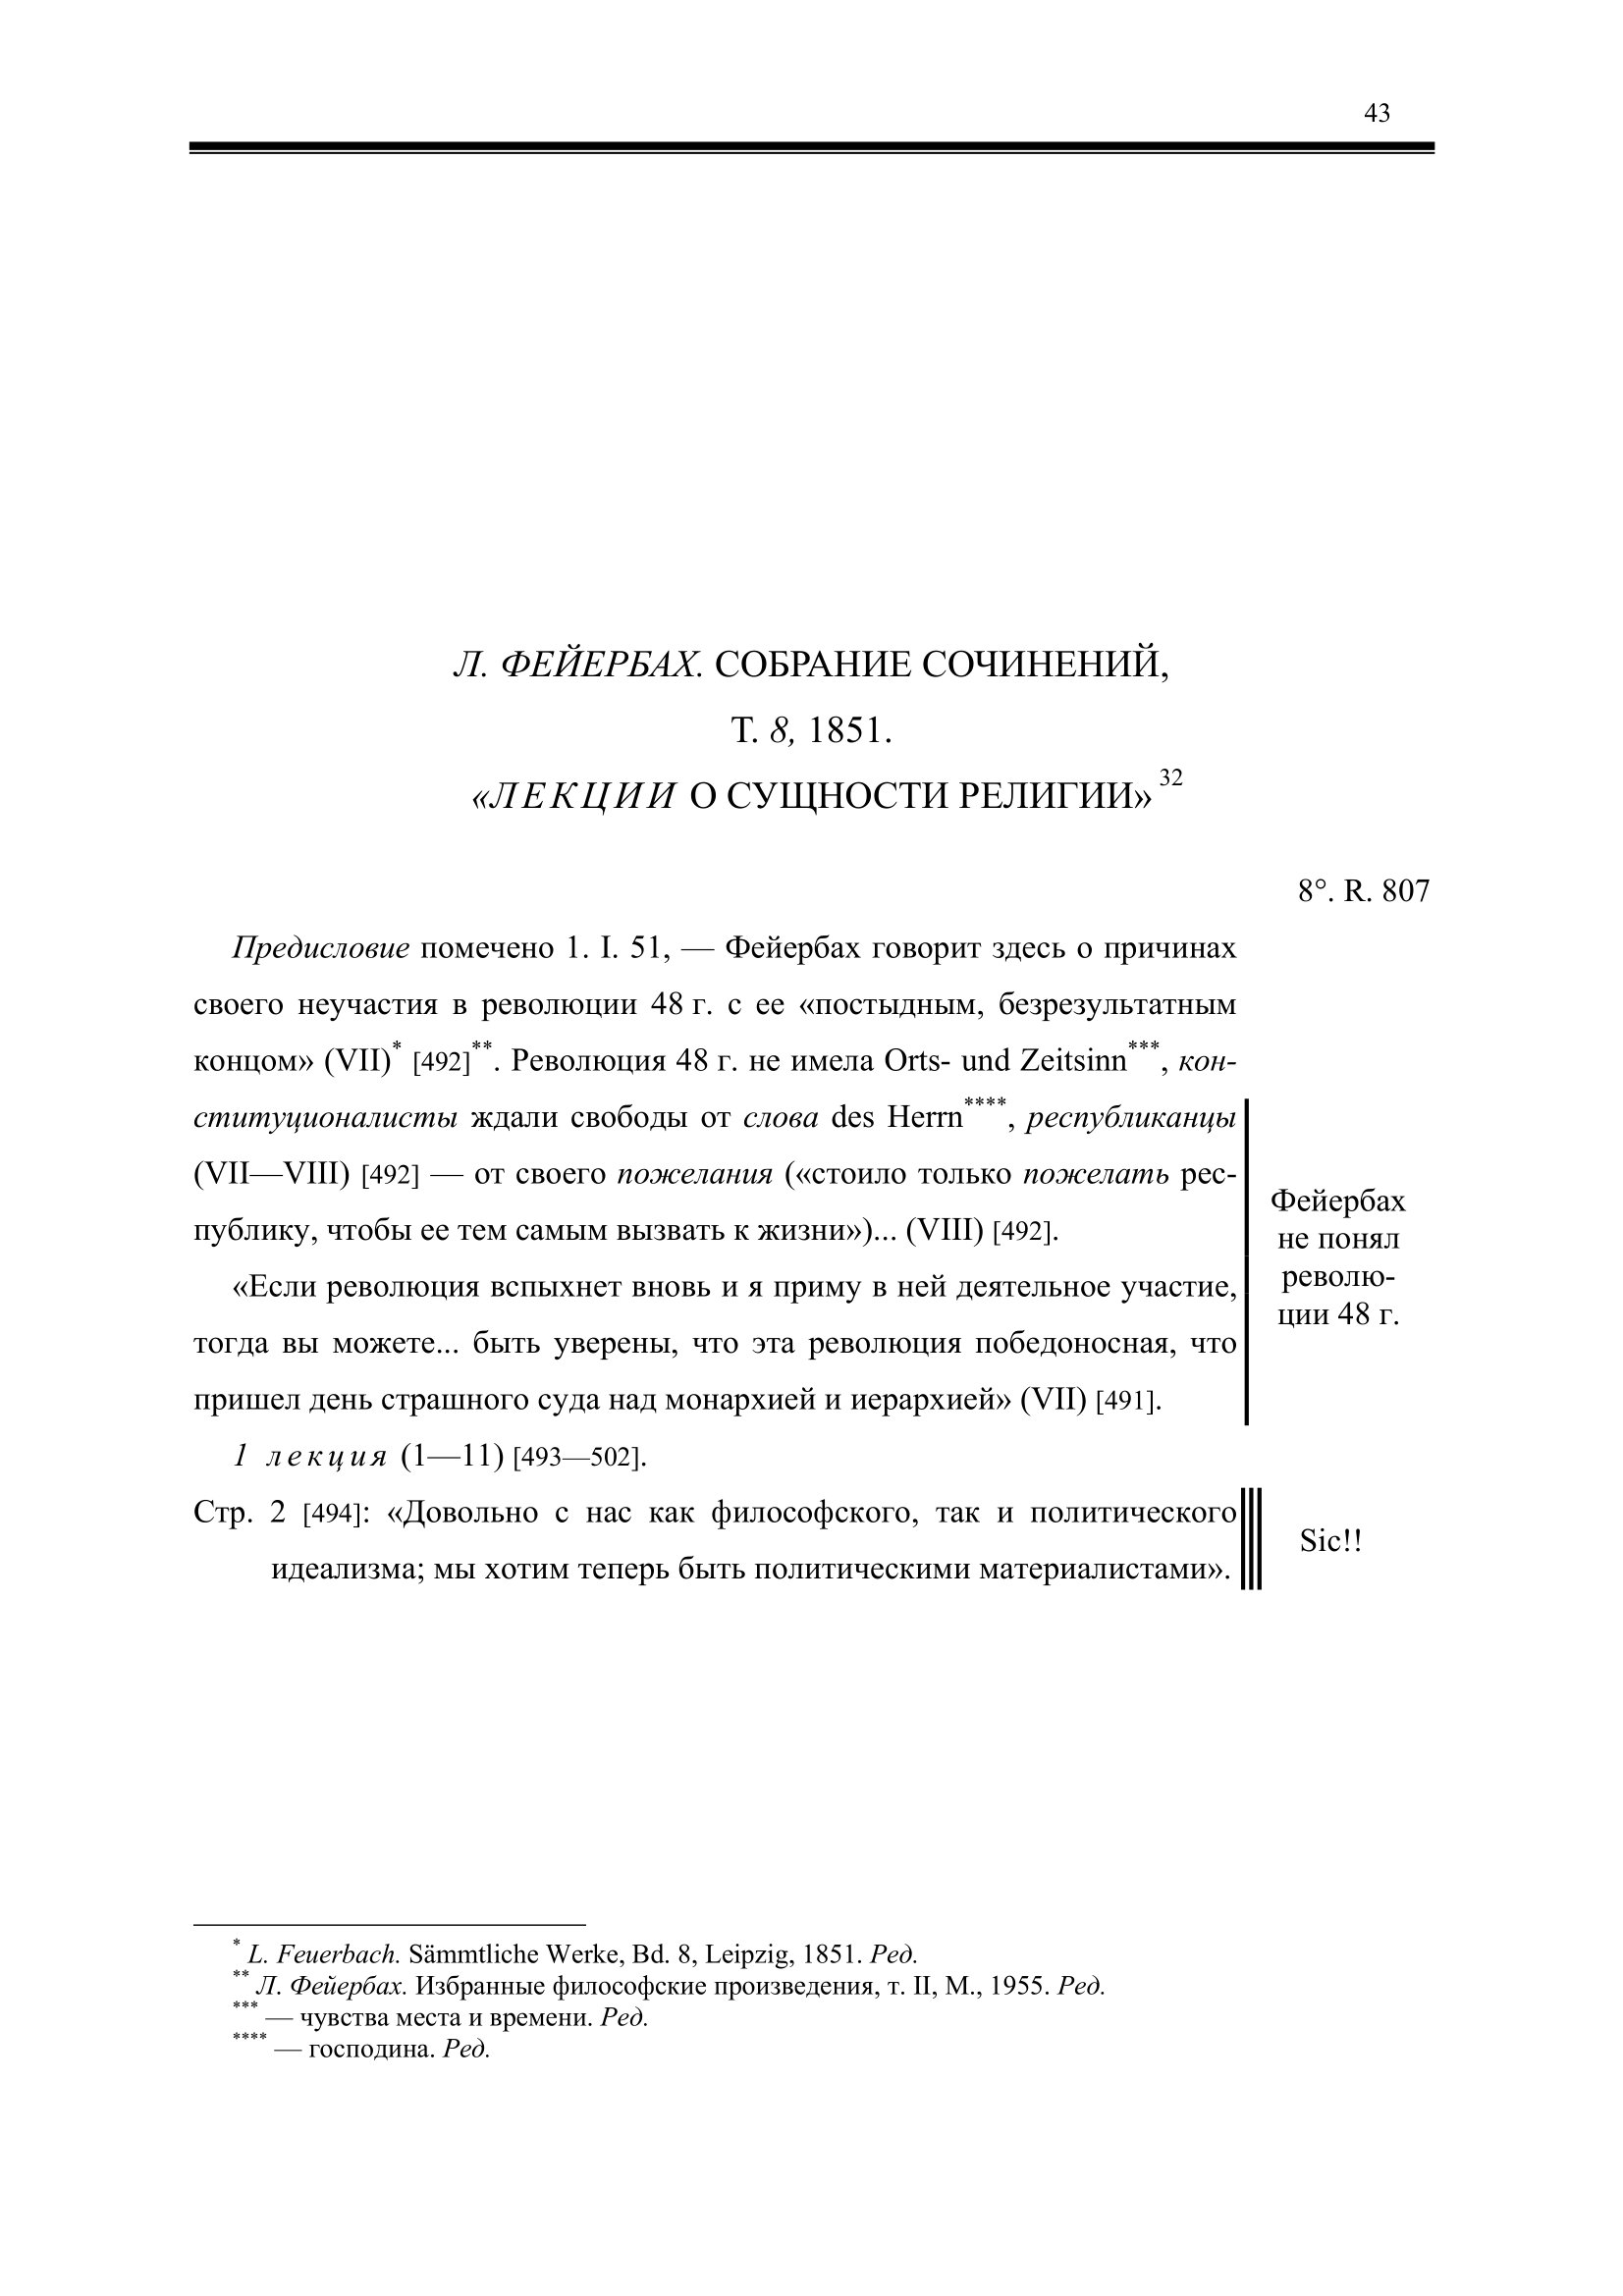 43
Л. ФЕЙЕРБАХ. СОБРАНИЕ СОЧИНЕНИЙ,
Т. 8, 1851.
«ЛЕКЦИИ О СУЩНОСТИ РЕЛИГИИ» 32
8°. R. 807
Предисловие помечено 1. I. 51, — Фейербах говорит здесь о причинах
своего неучастия в революции 48 г. с ее «постыдным, безрезультатным
концом» (VII)* [492]**. Революция 48 г. не имела Orts- und Zeitsinn***, кон-
ституционалисты ждали свободы от слова des Herrn****, республиканцы
(VII—VIII) [492] — от своего пожелания («стоило только пожелать рес-
публику, чтобы ее тем самым вызвать к жизни»)... (VIII) [492].
«Если революция вспыхнет вновь и я приму в ней деятельное участие,
тогда вы можете... быть уверены, что эта революция победоносная, что
пришел день страшного суда над монархией и иерархией» (VII) [491].
Фейербах
не понял
револю-
ции 48 г.
1 лекция (1—11) [493—502].
Стр. 2 [494]: «Довольно с нас как философского, так и политического
идеализма; мы хотим теперь быть политическими материалистами».
Sic!!
* L. Feuerbach. Sämmtliche Werke, Bd. 8, Leipzig, 1851. Ред.
** Л. Фейербах. Избранные философские произведения, т. II, М., 1955. Ред.
*** — чувства места и времени. Ред.
**** — господина. Ред.